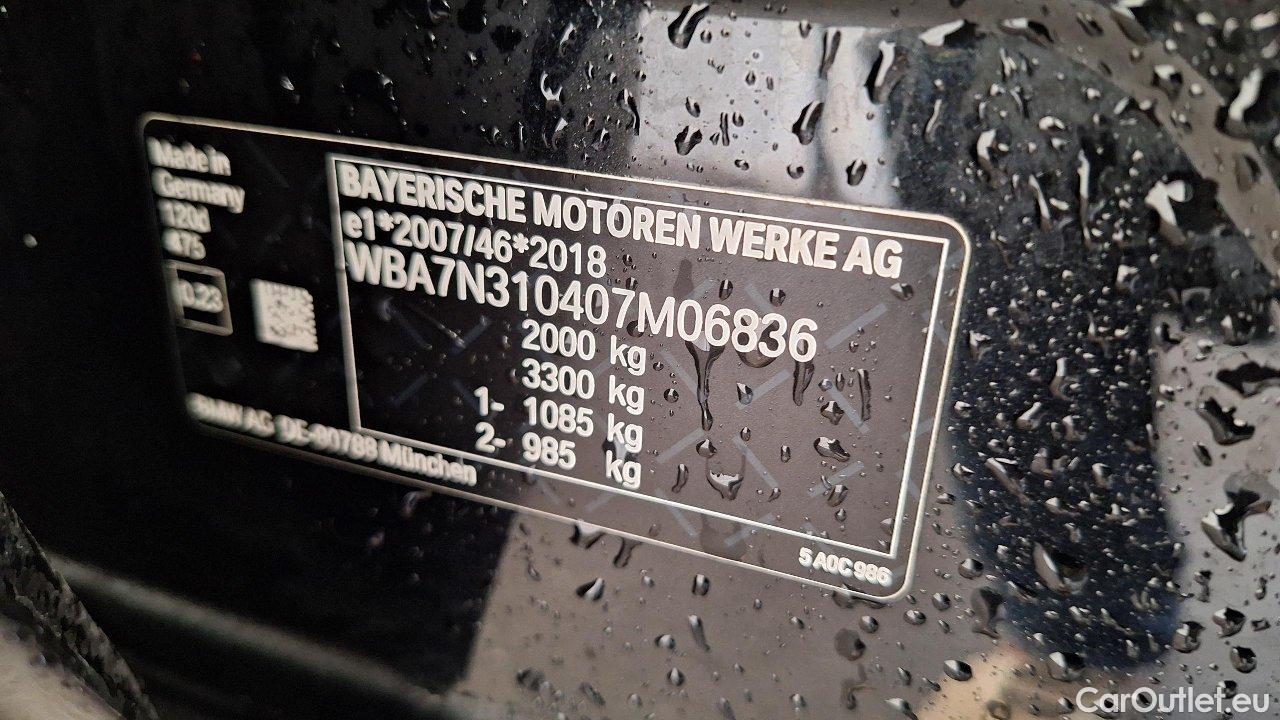 Made in
Germany
120d
475
0.23
BAYERISCHE MOTOREN WERKE AG
e1*2007/46*2018
WBA7N310407M06836
2000 kg
3300 kg
1- 1085 kg
2- 985 kg
BMW AG DE-80788 München
5 A0C 986
CarOutlet.eu